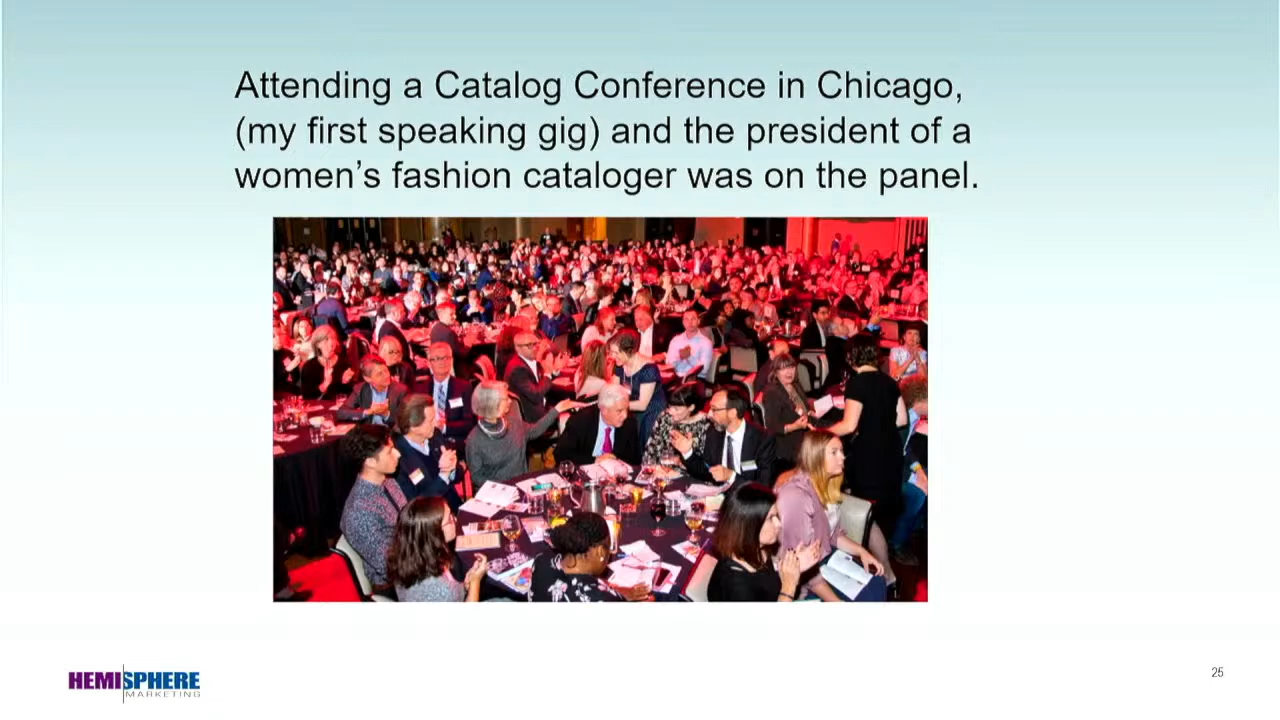 Attending a Catalog Conference in Chicago,
(my first speaking gig) and the president of a
women’s fashion cataloger was on the panel.
HEMISPHERE
MARKETING
25